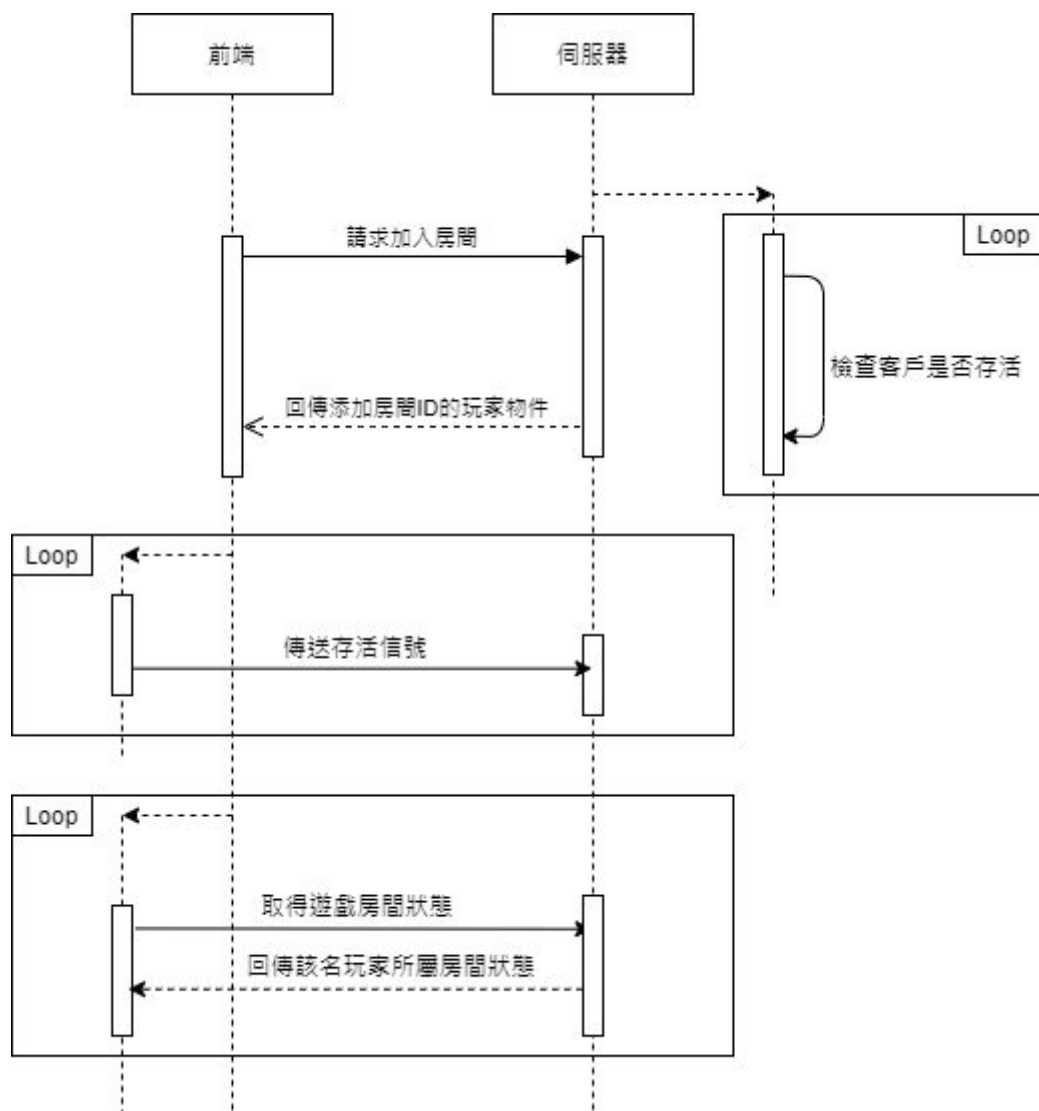 前端
伺服器
請求加入房間
Loop
檢查客戶是否存活
回傳添加房間ID的玩家物件
Loop
傳送存活信號
Loop
取得遊戲房間狀態
回傳該名玩家所屬房間狀態